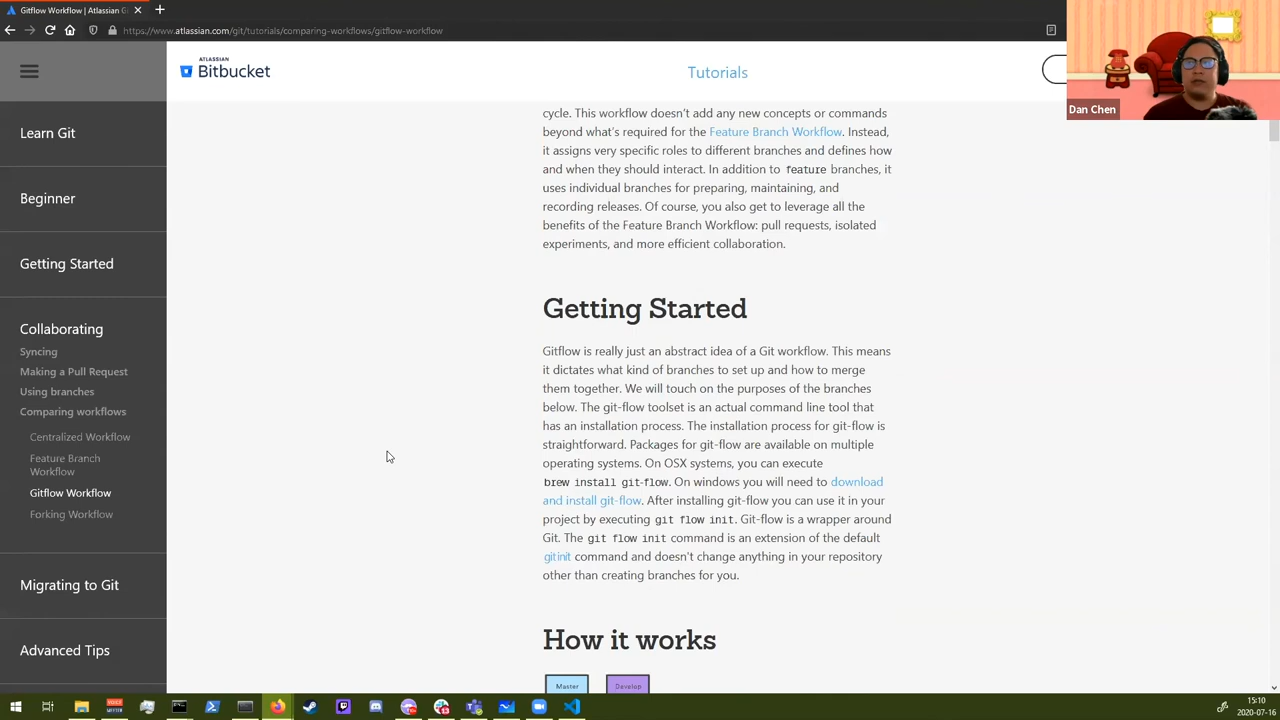 Gitflow Workflow | Atlassian G
https://www.atlassian.com/git/tutorials/comparing-workflows/gitflow-workflow
ATLASSIAN
Bitbucket
Tutorials
Dan Chen
Learn Git
Beginner
Getting Started
Collaborating
Syncing
Making a Pull Request
Using branches
Comparing workflows
Centralized Workflow
Feature Branch
Workflow
Gitflow Workflow
Forking Workflow
Migrating to Git
Advanced Tips
cycle. This workflow doesn’t add any new concepts or commands
beyond what’s required for the Feature Branch Workflow. Instead,
it assigns very specific roles to different branches and defines how
and when they should interact. In addition to feature branches, it
uses individual branches for preparing, maintaining, and
recording releases. Of course, you also get to leverage all the
benefits of the Feature Branch Workflow: pull requests, isolated
experiments, and more efficient collaboration.
Getting Started
Gitflow is really just an abstract idea of a Git workflow. This means
it dictates what kind of branches to set up and how to merge
them together. We will touch on the purposes of the branches
below. The git-flow toolset is an actual command line tool that
has an installation process. The installation process for git-flow is
straightforward. Packages for git-flow are available on multiple
operating systems. On OSX systems, you can execute
brew install git-flow. On windows you will need to download
and install git-flow. After installing git-flow you can use it in your
project by executing git flow init. Git-flow is a wrapper around
Git. The git flow init command is an extension of the default
git init command and doesn't change anything in your repository
other than creating branches for you.
How it works
Master
Develop
15:10
2020-07-16